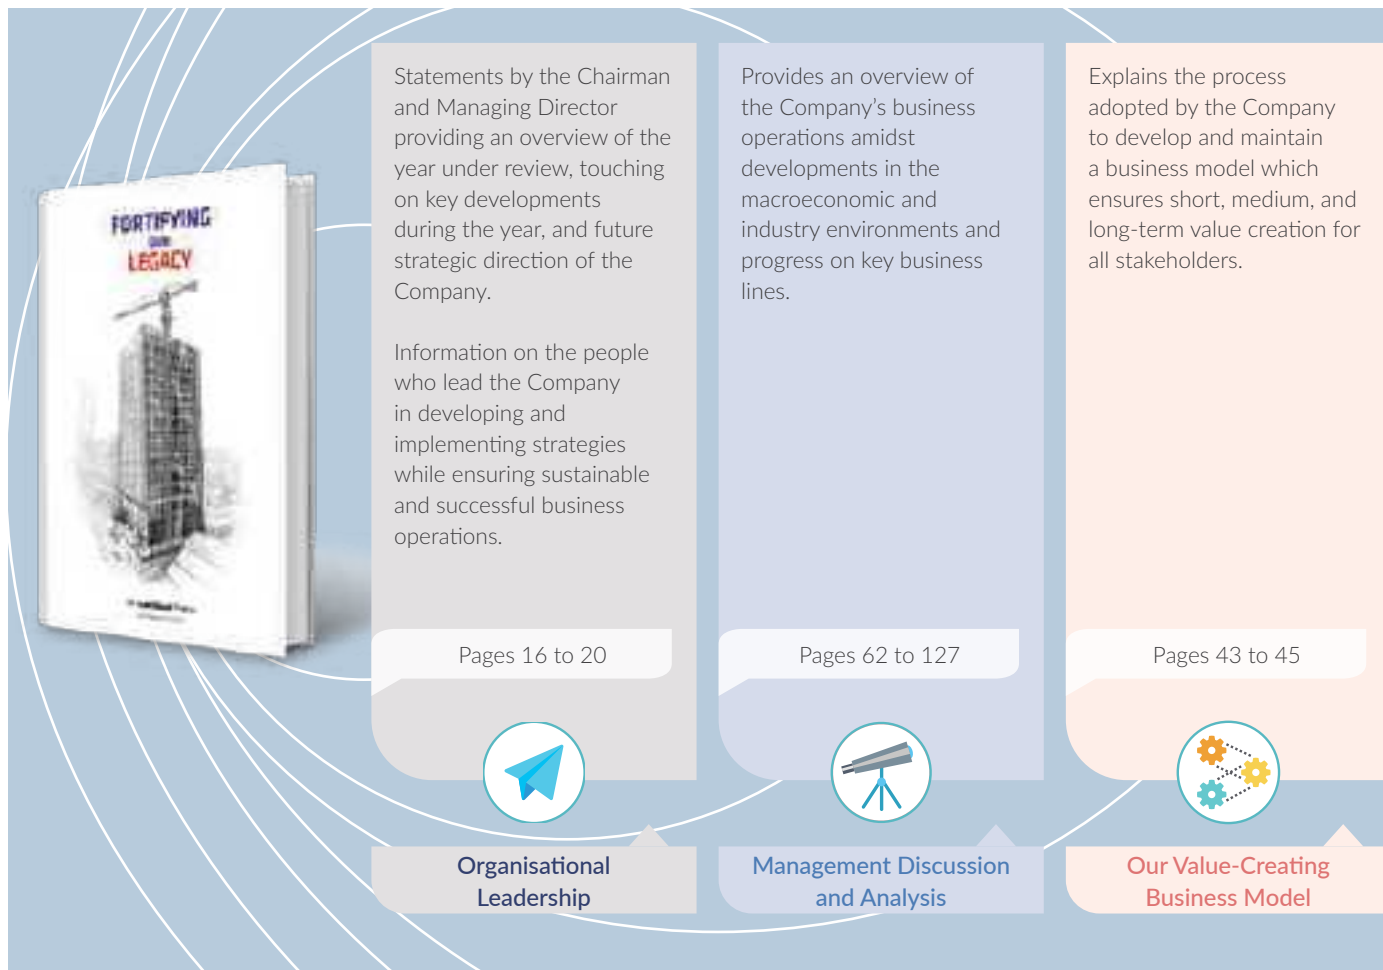 FORTIFYING
OUR
LEGACY
Statements by the Chairman
and Managing Director
providing an overview of the
year under review, touching
on key developments
during the year, and future
strategic direction of the
Company.
Information on the people
who lead the Company
in developing and
implementing strategies
while ensuring sustainable
and successful business
operations.
Pages 16 to 20
Organisational
Leadership
Provides an overview of
the Company’s business
operations amidst
developments in the
macroeconomic and
industry environments and
progress on key business
lines.
Pages 62 to 127
Management Discussion
and Analysis
Explains the process
adopted by the Company
to develop and maintain
a business model which
ensures short, medium, and
long-term value creation for
all stakeholders.
Pages 43 to 45
Our Value-Creating
Business Model